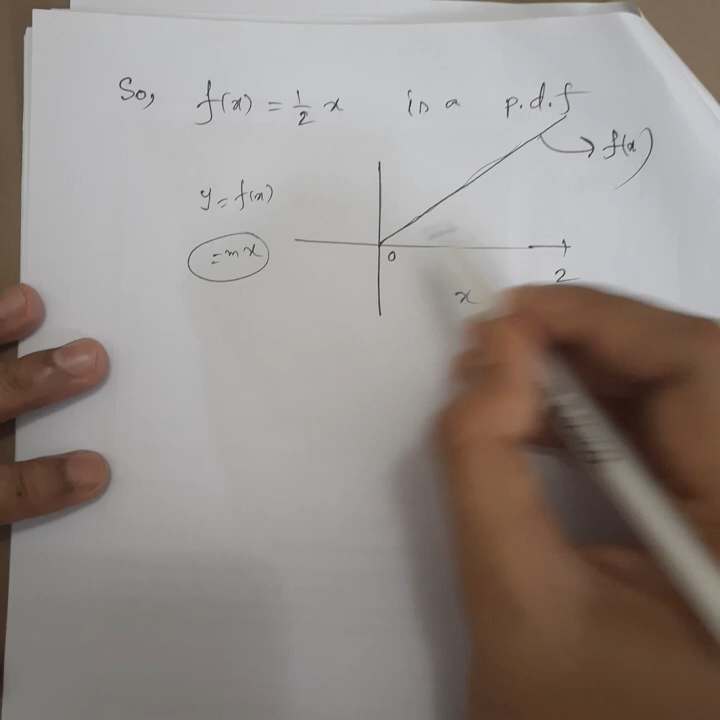 So, f(x) = 1/2 x is a p.d.f
f(x)
y = f(x)
= mx
0
2
x